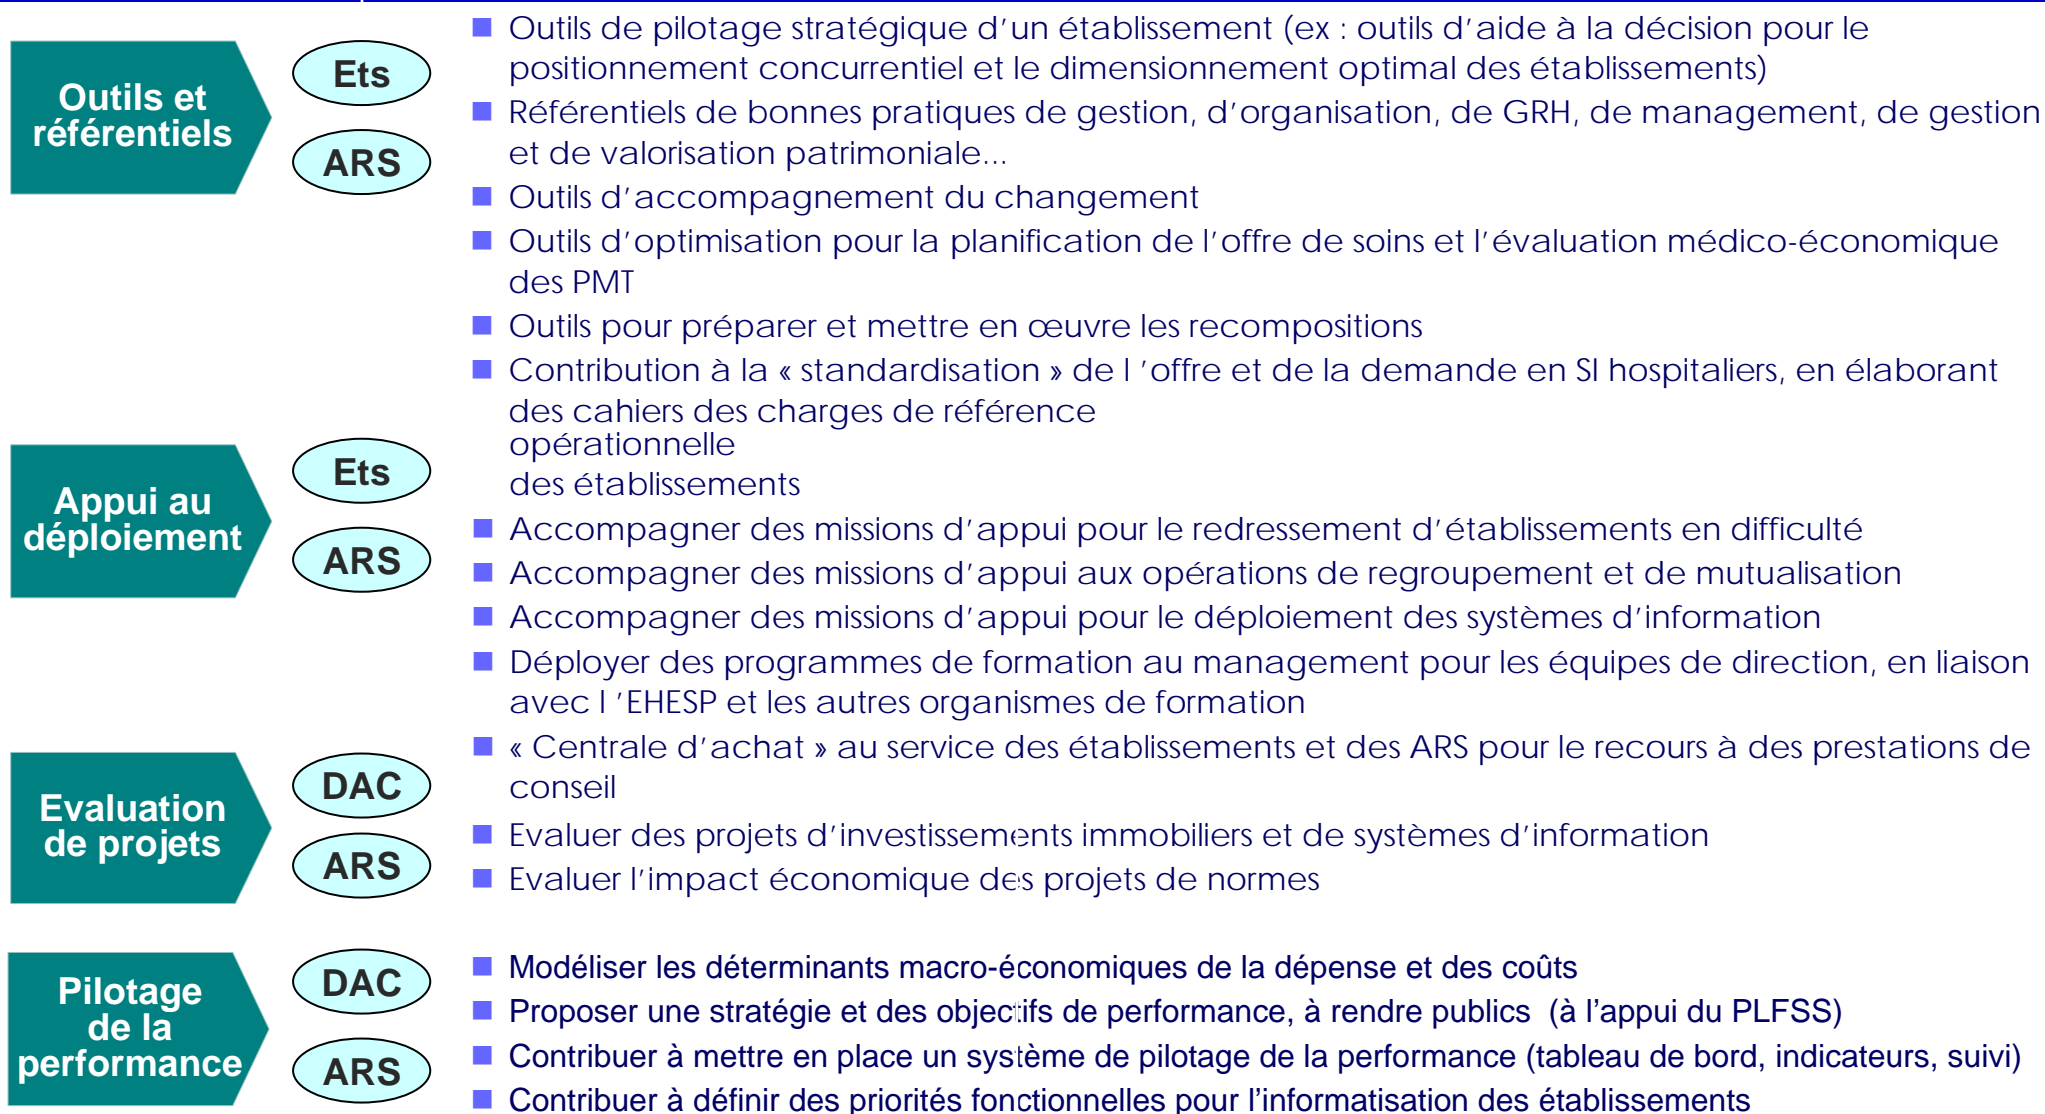 Outils et
référentiels
Ets
ARS
Outils de pilotage stratégique d'un établissement (ex : outils d'aide à la décision pour le
positionnement concurrentiel et le dimensionnement optimal des établissements)
Référentiels de bonnes pratiques de gestion, d'organisation, de GRH, de management, de gestion
et de valorisation patrimoniale...
Outils d'accompagnement du changement
Outils d'optimisation pour la planification de l'offre de soins et l'évaluation médico-économique
des PMT
Outils pour préparer et mettre en œuvre les recompositions
Contribution à la « standardisation » de l 'offre et de la demande en SI hospitaliers, en élaborant
des cahiers des charges de référence
Appui au
déploiement
Ets
ARS
opérationnelle
des établissements
Accompagner des missions d'appui pour le redressement d'établissements en difficulté
Accompagner des missions d'appui aux opérations de regroupement et de mutualisation
Accompagner des missions d'appui pour le déploiement des systèmes d'information
Déployer des programmes de formation au management pour les équipes de direction, en liaison
avec l 'EHESP et les autres organismes de formation
« Centrale d'achat » au service des établissements et des ARS pour le recours à des prestations de
conseil
Evaluation
de projets
DAC
ARS
Evaluer des projets d'investissements immobiliers et de systèmes d'information
Evaluer l'impact économique des projets de normes
Pilotage
de la
performance
DAC
ARS
Modéliser les déterminants macro-économiques de la dépense et des coûts
Proposer une stratégie et des objectifs de performance, à rendre publics (à l'appui du PLFSS)
Contribuer à mettre en place un système de pilotage de la performance (tableau de bord, indicateurs, suivi)
Contribuer à définir des priorités fonctionnelles pour l'informatisation des établissements